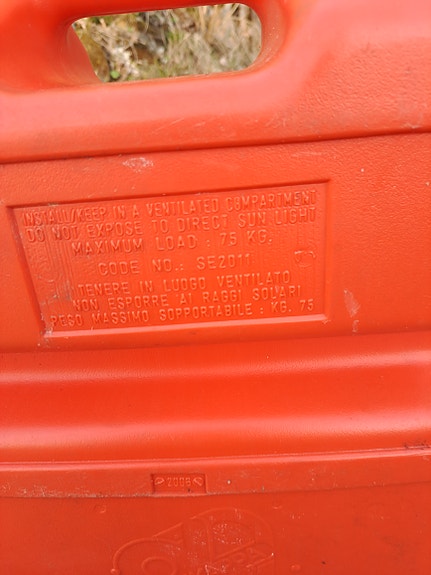 INSTALL/KEEP IN A VENTILATED COMPARTMENT
DO NOT EXPOSE TO DIRECT SUN LIGHT
MAXIMUM LOAD : 75 KG.
CODE NO.: SE2011
TENERE IN LUOGO VENTILATO
NON ESPORRE AI RAGGI SOLARI
PESO MASSIMO SOPPORTABILE : KG. 75
>2006<